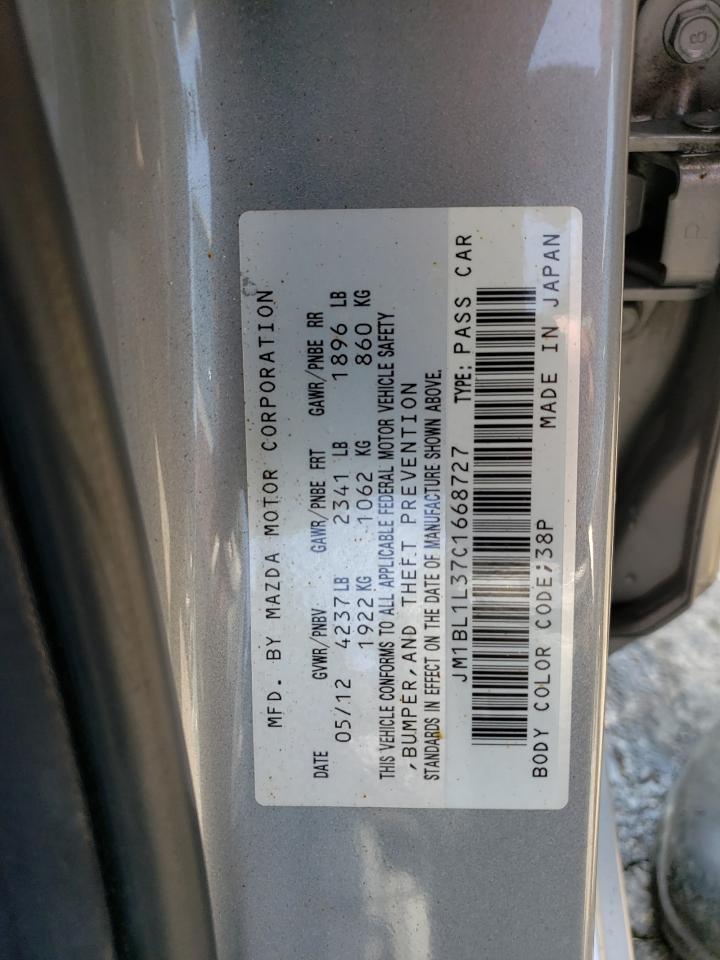 MFD. BY MAZDA MOTOR CORPORATION
DATE GVWR/PNBV GAWR/PNBE FRT GAWR/PNBE RR
05/12 4237 LB 2341 LB 1896 LB
1922 KG 1062 KG 860 KG
THIS VEHICLE CONFORMS TO ALL APPLICABLE FEDERAL MOTOR VEHICLE SAFETY
,BUMPER,AND THEFT PREVENTION
STANDARDS IN EFFECT ON THE DATE OF MANUFACTURE SHOWN ABOVE.
JM1BL1L37C1668727 TYPE: PASS CAR
BODY COLOR CODE;38P MADE IN JAPAN
8